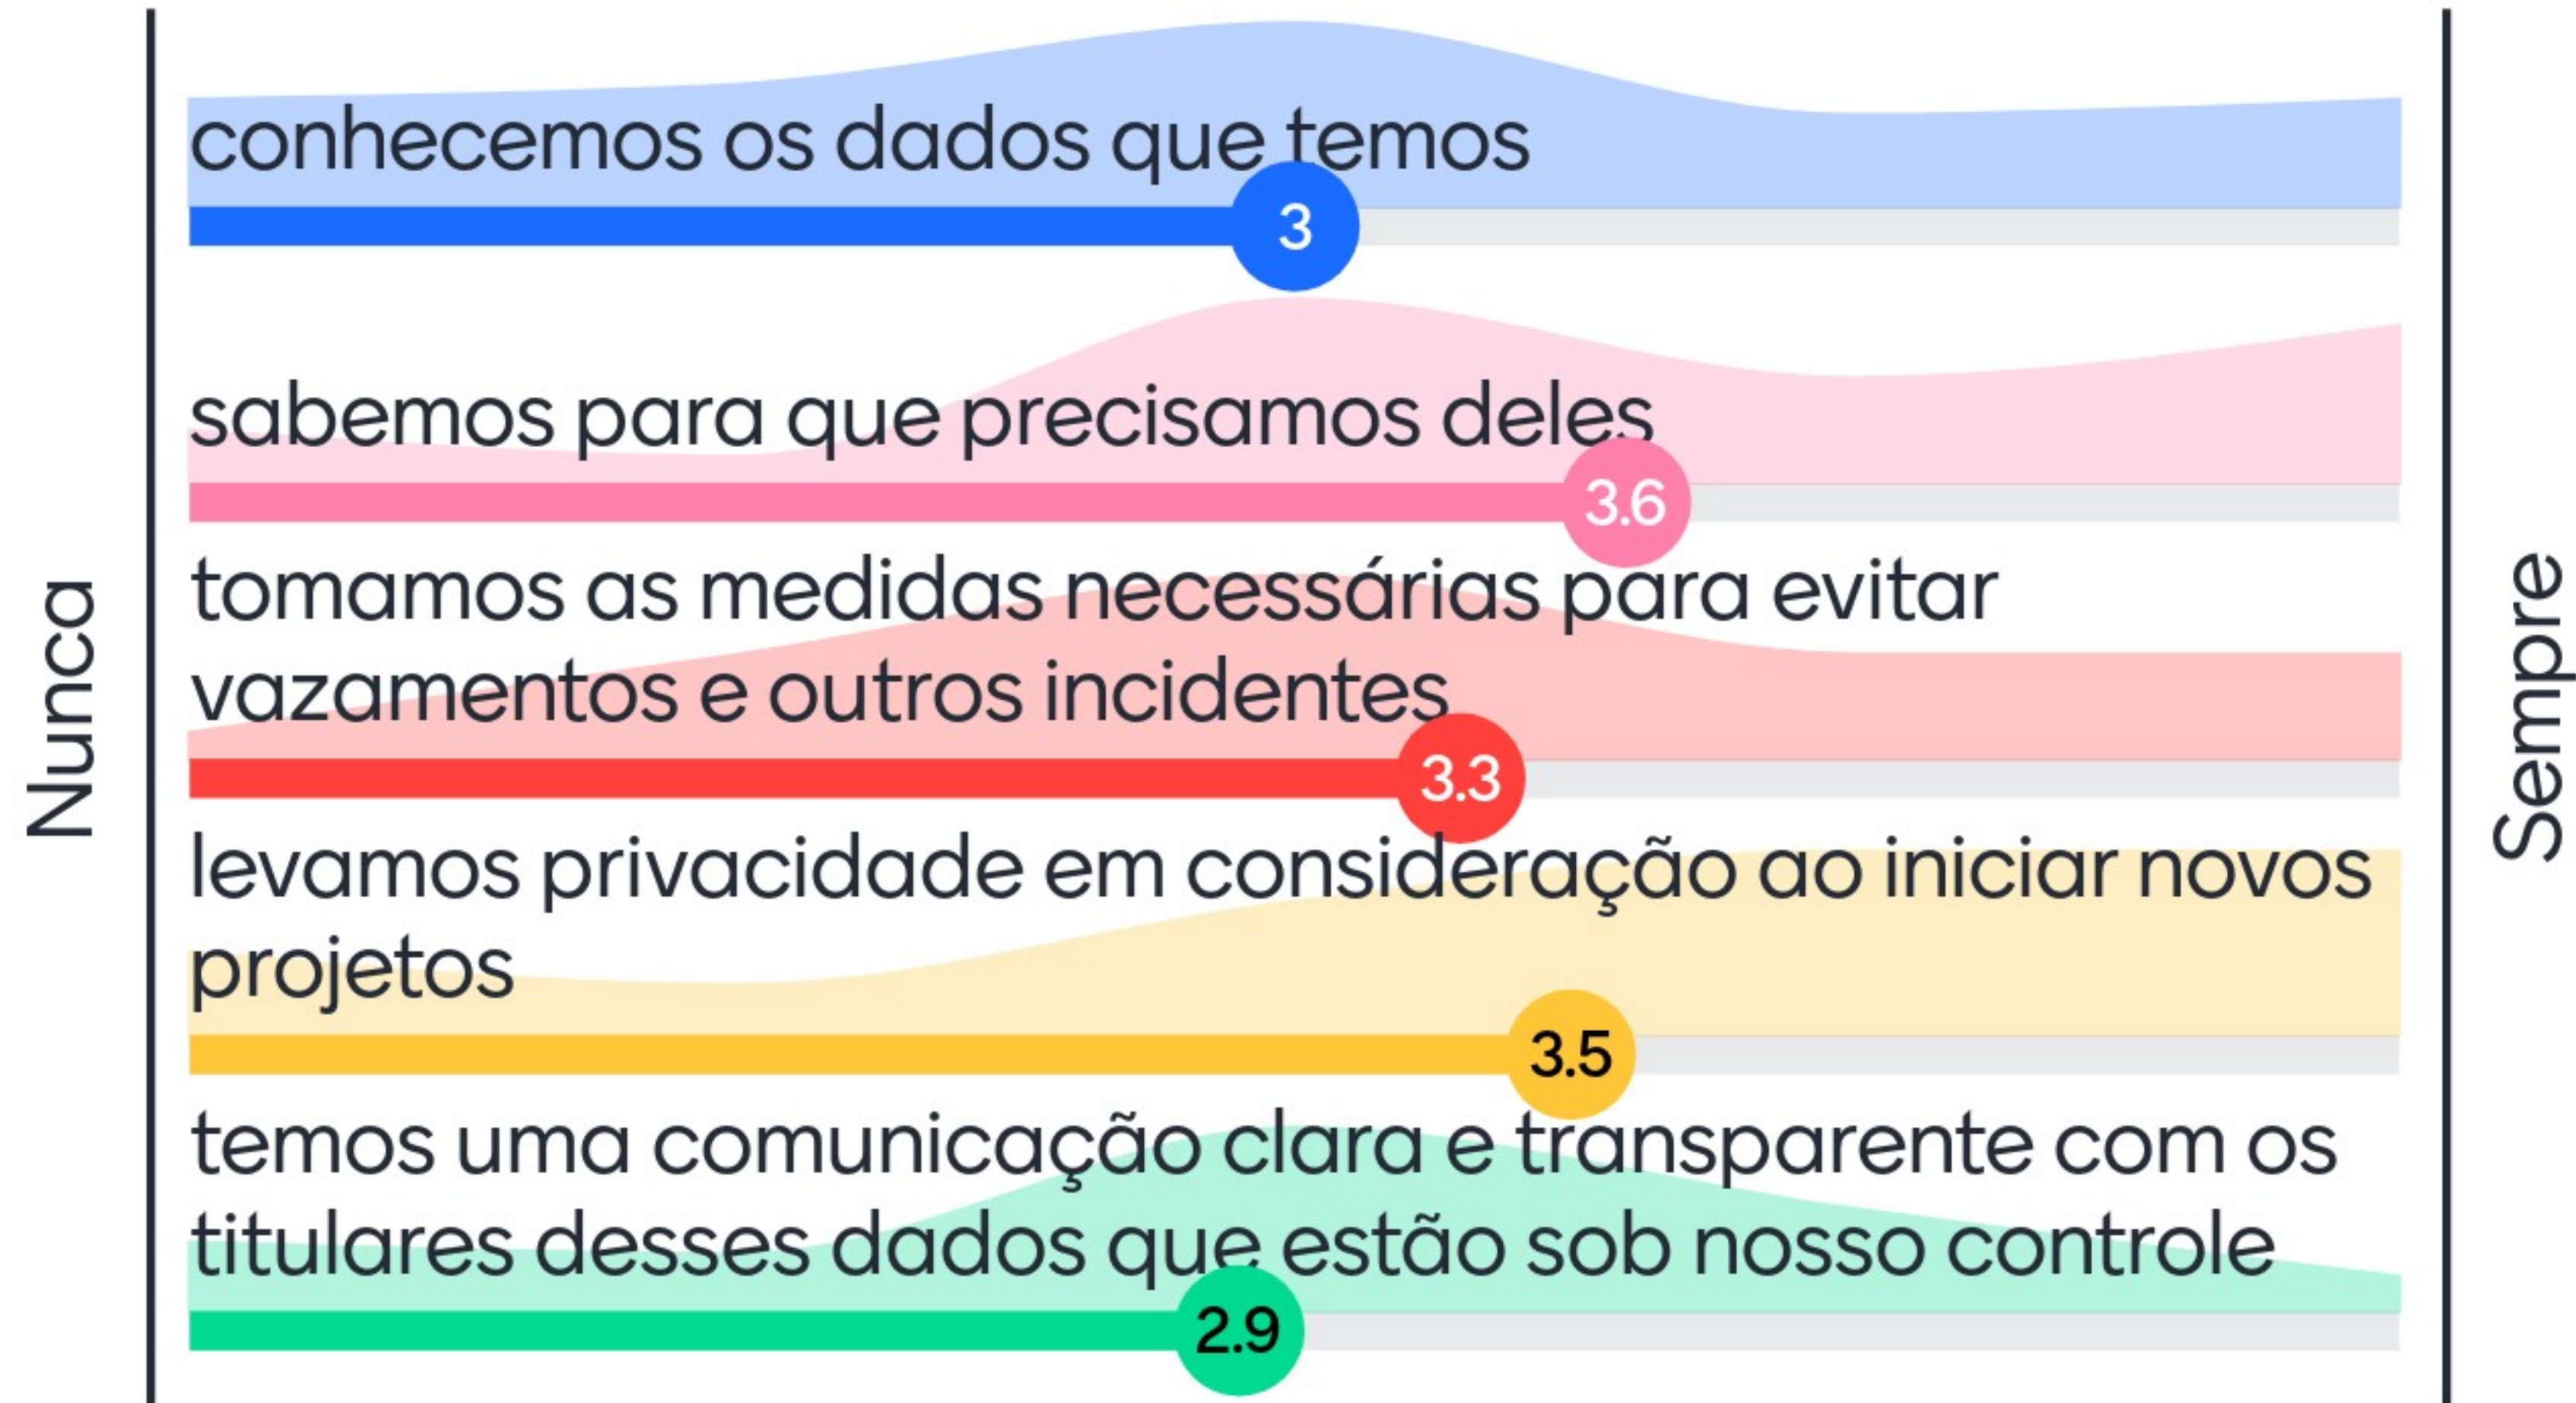 conhecemos os dados que temos
3
sabemos para que precisamos deles
3.6
tomamos as medidas necessárias para evitar
vazamentos e outros incidentes
3.3
levamos privacidade em consideração ao iniciar novos
projetos
3.5
temos uma comunicação clara e transparente com os
titulares desses dados que estão sob nosso controle
2.9
Nunca
Sempre